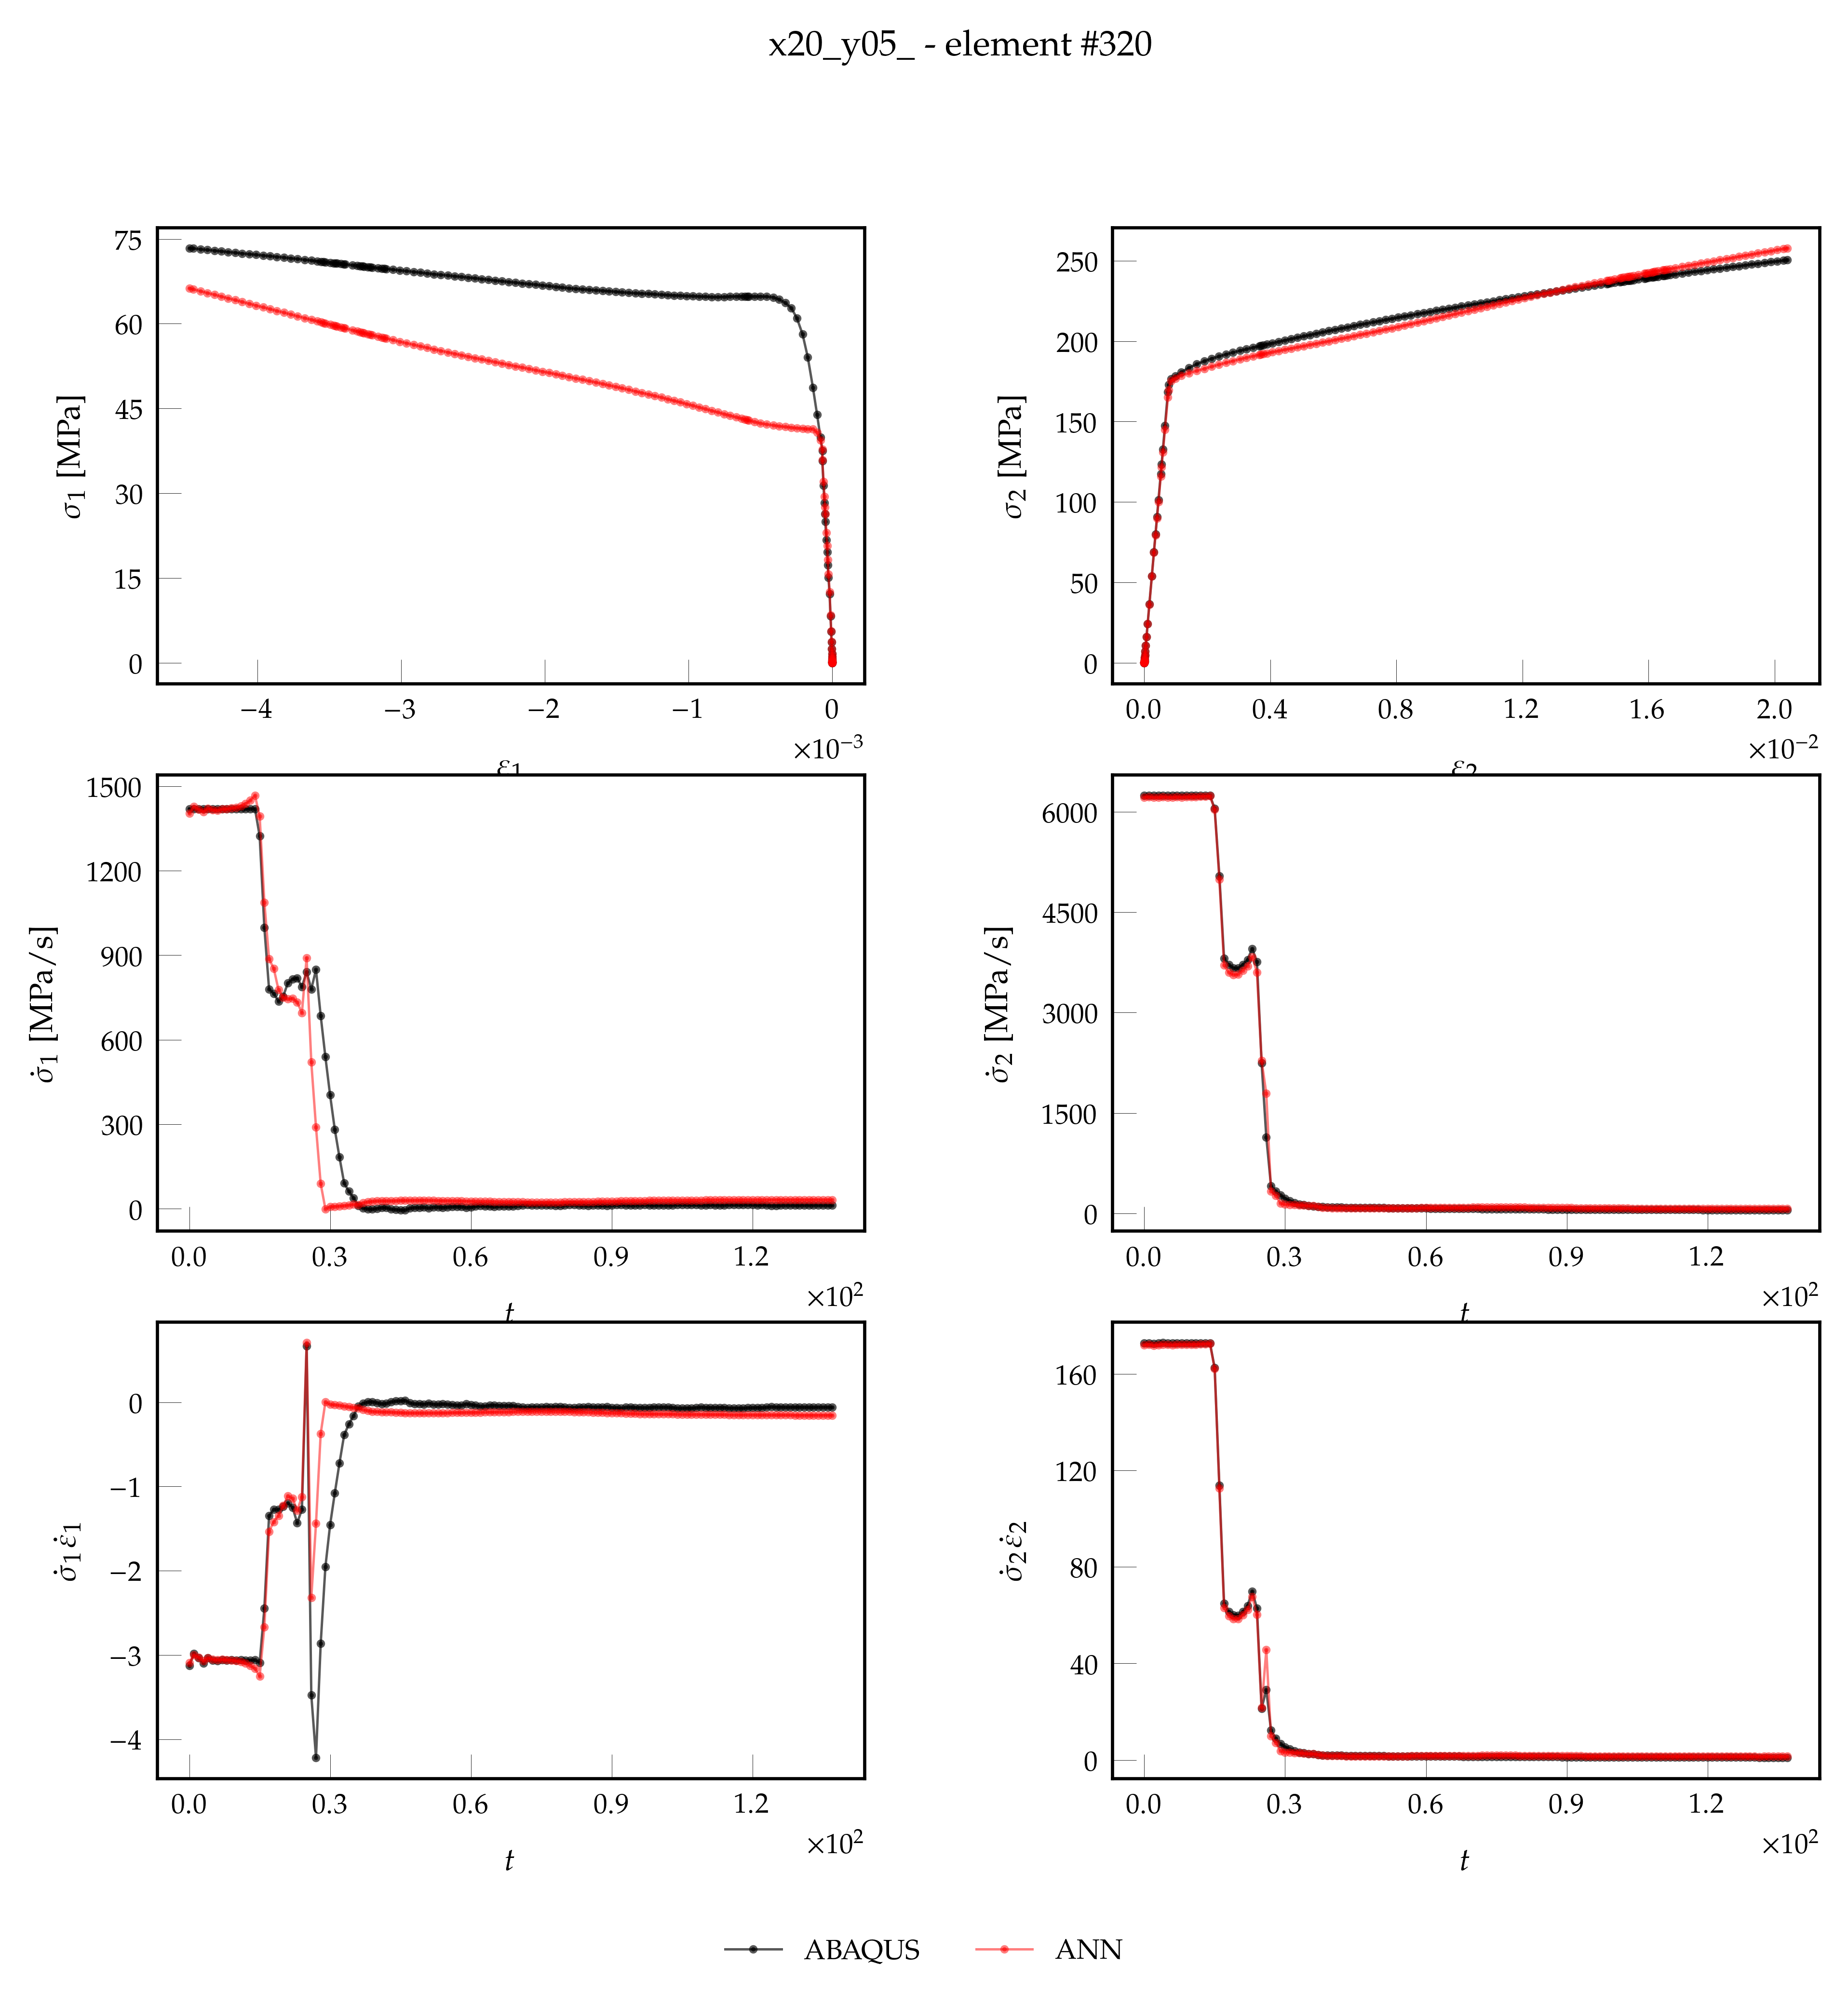 x20_y05_ - element #320
75
60
45
30
15
0
σ₁ [MPa]
−4 −3 −2 −1 0
×10⁻³
ε₁
250
200
150
100
50
0
σ₂ [MPa]
0.0 0.4 0.8 1.2 1.6 2.0
×10⁻²
ε₂
1500
1200
900
600
300
0
σ̇₁ [MPa/s]
0.0 0.3 0.6 0.9 1.2
×10²
t
6000
4500
3000
1500
0
σ̇₂ [MPa/s]
0.0 0.3 0.6 0.9 1.2
×10²
t
0
−1
−2
−3
−4
σ̇₁ε̇₁
0.0 0.3 0.6 0.9 1.2
×10²
t
160
120
80
40
0
σ̇₂ε̇₂
0.0 0.3 0.6 0.9 1.2
×10²
t
ABAQUS ANN